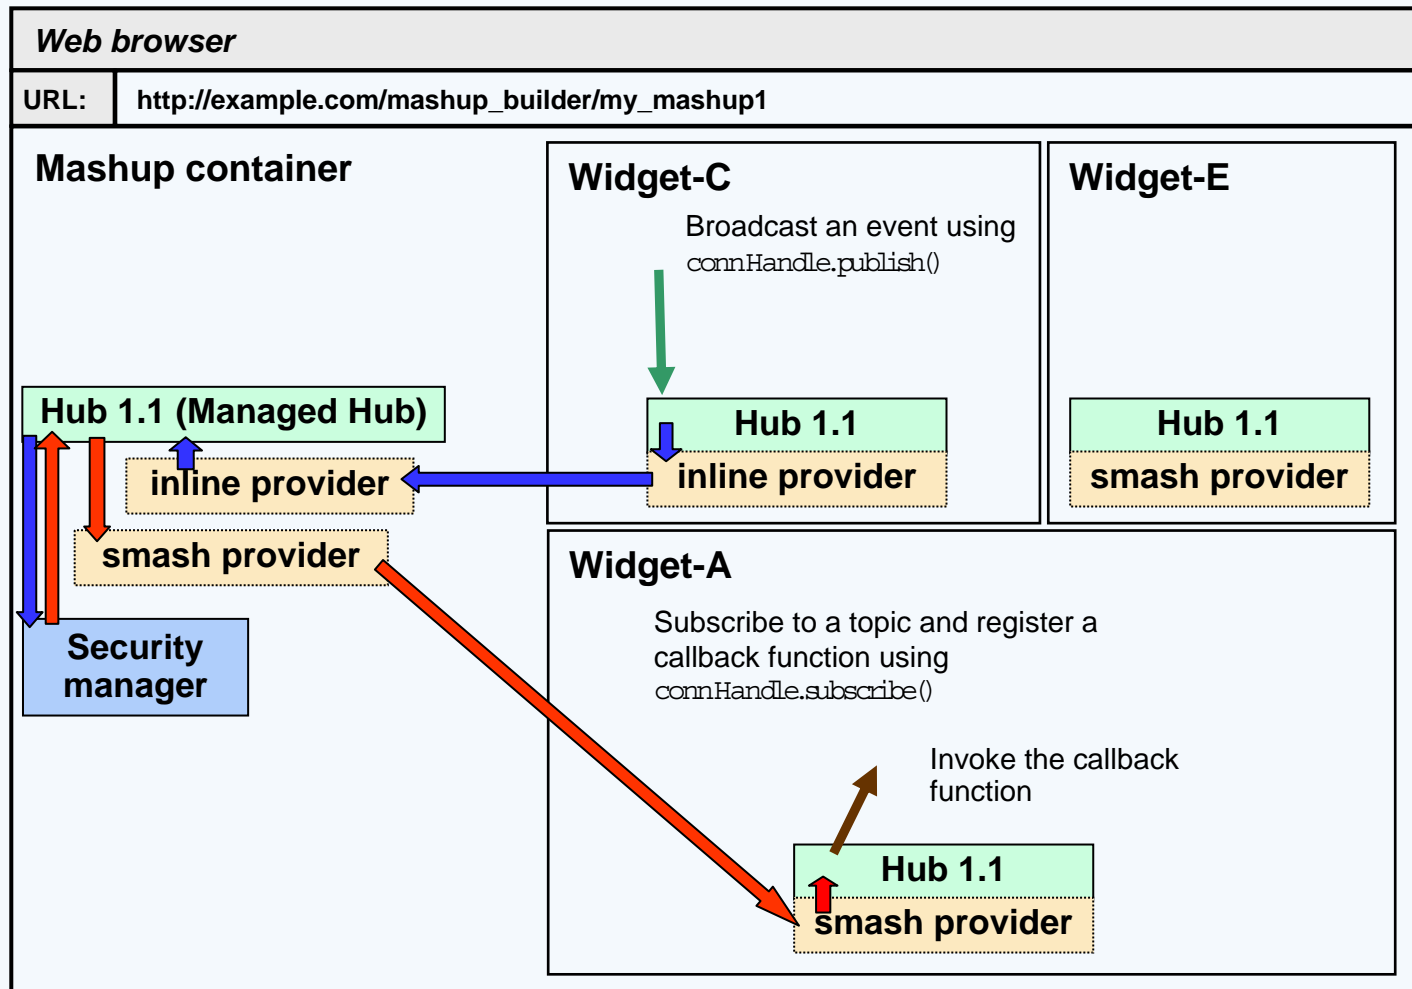 Web browser
URL:
http://example.com/mashup_builder/my_mashup1
Mashup container
Widget-C
Broadcast an event using
connHandle.publish()
Widget-E
Hub 1.1 (Managed Hub)
inline provider
smash provider
Security
manager
Hub 1.1
inline provider
Hub 1.1
smash provider
Widget-A
Subscribe to a topic and register a
callback function using
connHandle.subscribe()
Invoke the callback
function
Hub 1.1
smash provider